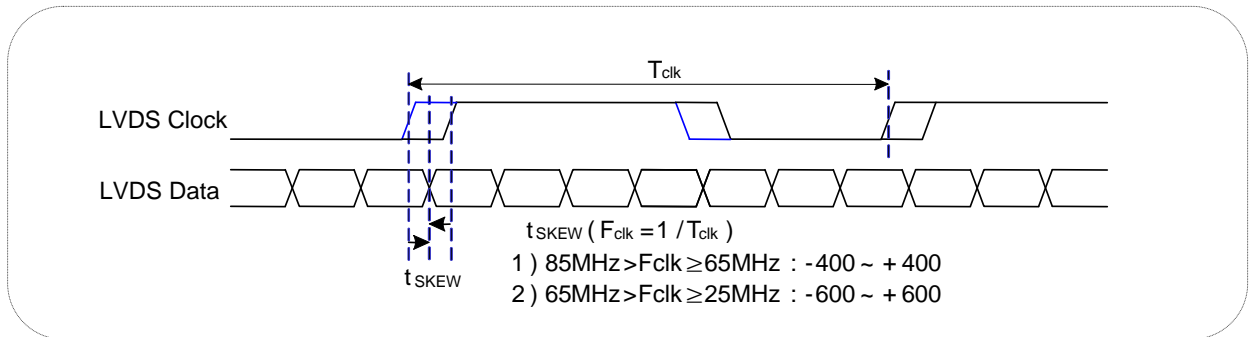 Tclk
LVDS Clock
LVDS Data
tSKEW
tSKEW ( Fclk = 1 / Tclk )
1 ) 85MHz>Fclk≥65MHz : -400 ~ +400
2 ) 65MHz>Fclk≥25MHz : -600 ~ +600